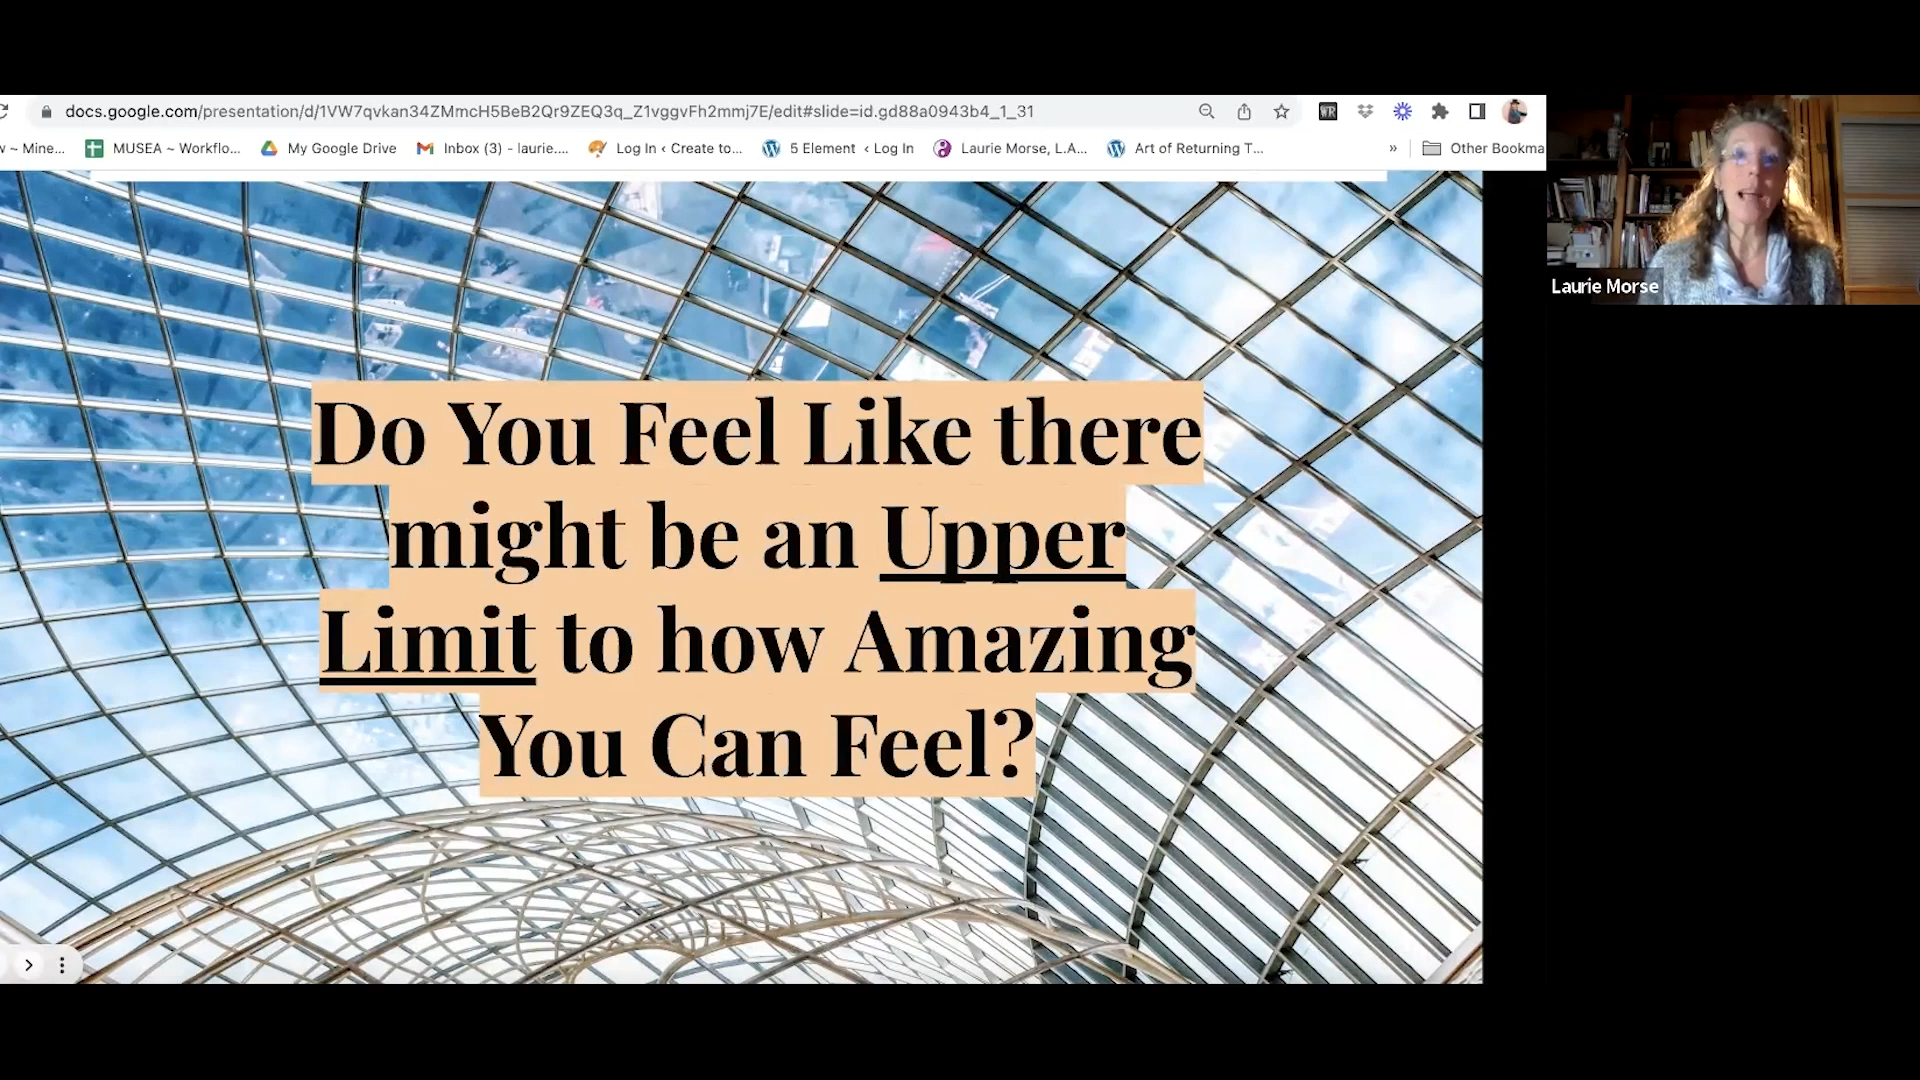 docs.google.com/presentation/d/1VW7qvkan34ZMmcH5BeB2Qr9ZEQ3q_Z1vggvFh2mmj7E/edit#slide=id.gd88a0943b4_1_31
WR
~ Mine... MUSEA ~ Workflo... My Google Drive Inbox (3) - laurie.... Log In ‹ Create to... 5 Element ‹ Log In Laurie Morse, L.A... Art of Returning T... » Other Bookma
Laurie Morse
Do You Feel Like there
might be an Upper
Limit to how Amazing
You Can Feel?